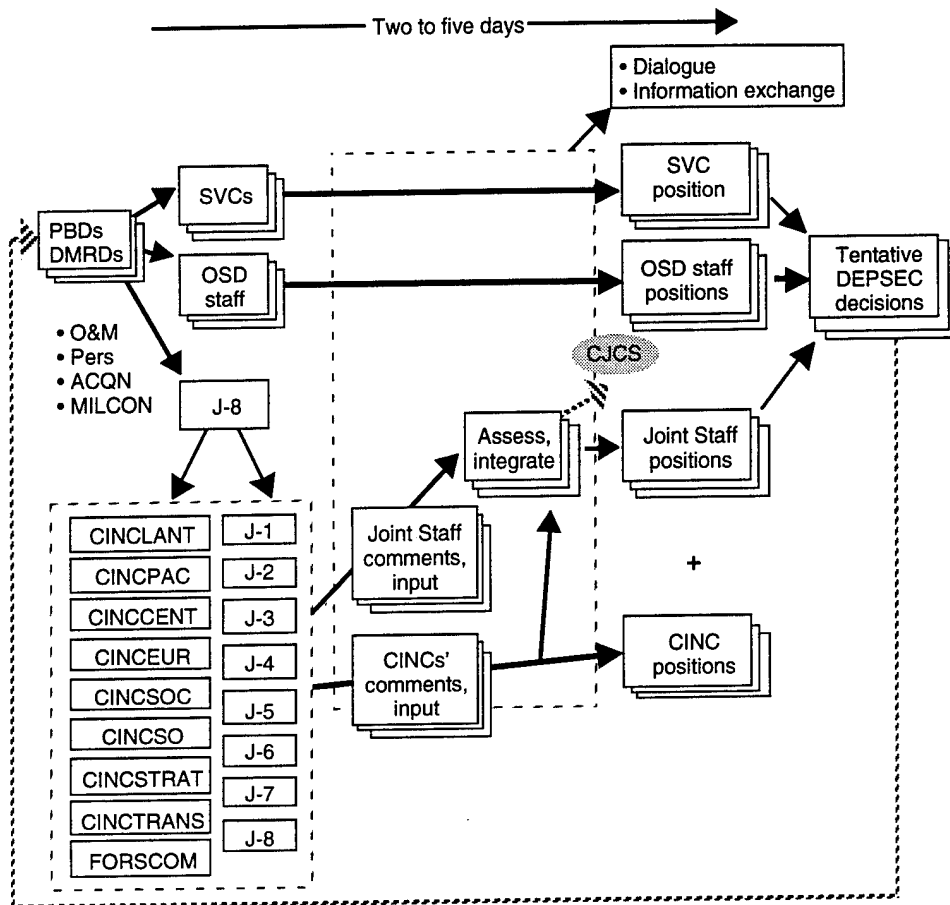 Two to five days
• Dialogue
• Information exchange
SVCs
SVC
position
PBDs
DMRDs
OSD
staff
OSD staff
positions
Tentative
DEPSEC
decisions
• O&M
• Pers
• ACQN
• MILCON
CJCS
J-8
Assess,
integrate
Joint Staff
positions
CINCLANT
CINCPAC
CINCCENT
CINCEUR
CINCSOC
CINCSO
CINCSTRAT
CINCTRANS
FORSCOM
J-1
J-2
J-3
J-4
J-5
J-6
J-7
J-8
Joint Staff
comments,
input
+
CINCs'
comments,
input
CINC
positions